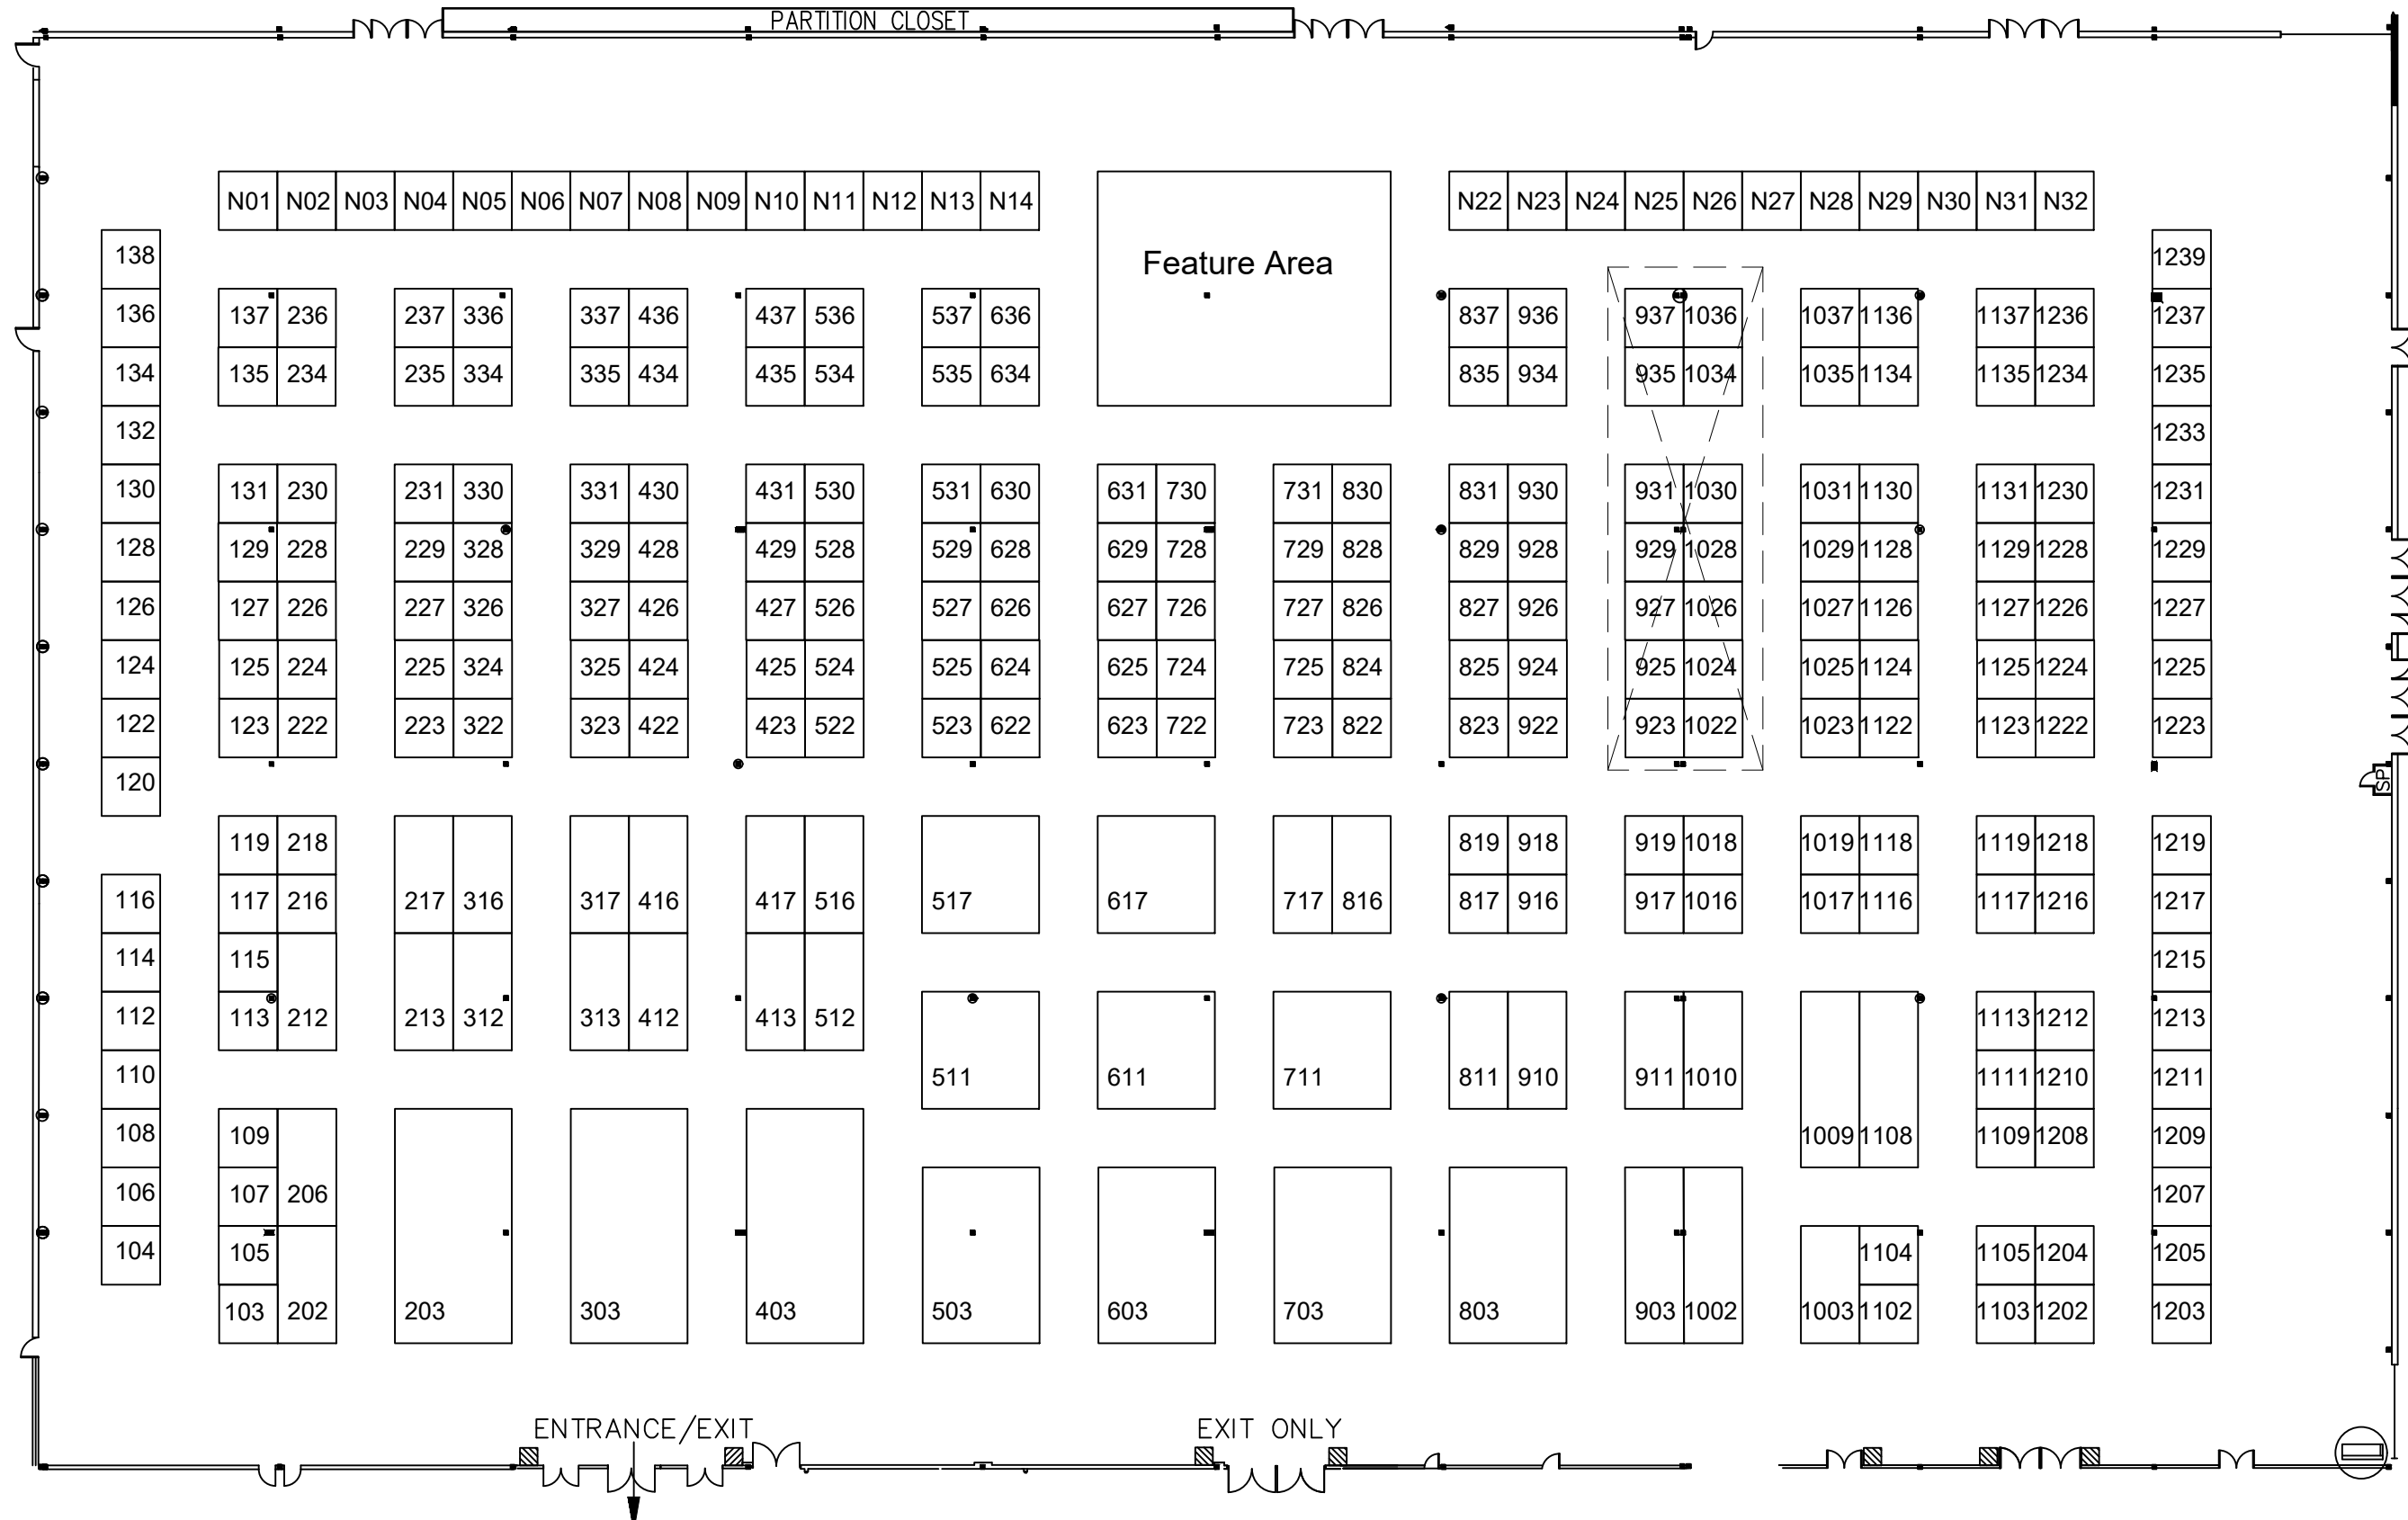 PARTITION CLOSET
N01 N02 N03 N04 N05 N06 N07 N08 N09 N10 N11 N12 N13 N14 N22 N23 N24 N25 N26 N27 N28 N29 N30 N31 N32
138 Feature Area 1239
136 137 236 237 336 337 436 437 536 537 636 837 936 937 1036 1037 1136 1137 1236 1237
134 135 234 235 334 335 434 435 534 535 634 835 934 935 1034 1035 1134 1135 1234 1235
132 1233
130 131 230 231 330 331 430 431 530 531 630 631 730 731 830 831 930 931 1030 1031 1130 1131 1230 1231
128 129 228 229 328 329 428 429 528 529 628 629 728 729 828 829 928 929 1028 1029 1128 1129 1228 1229
126 127 226 227 326 327 426 427 526 527 626 627 726 727 826 827 926 927 1026 1027 1126 1127 1226 1227
124 125 224 225 324 325 424 425 524 525 624 625 724 725 824 825 924 925 1024 1025 1124 1125 1224 1225
122 123 222 223 322 323 422 423 522 523 622 623 722 723 822 823 922 923 1022 1023 1122 1123 1222 1223
120 SP
119 218 819 918 919 1018 1019 1118 1119 1218 1219
116 117 216 217 316 317 416 417 516 517 617 717 816 817 916 917 1016 1017 1116 1117 1216 1217
114 115 1215
112 113 212 213 312 313 412 413 512 1113 1212 1213
110 511 611 711 811 910 911 1010 1111 1210 1211
108 109 1009 1108 1109 1208 1209
106 107 206 1207
104 105 1104 1105 1204 1205
103 202 203 303 403 503 603 703 803 903 1002 1003 1102 1103 1202 1203
ENTRANCE/EXIT EXIT ONLY